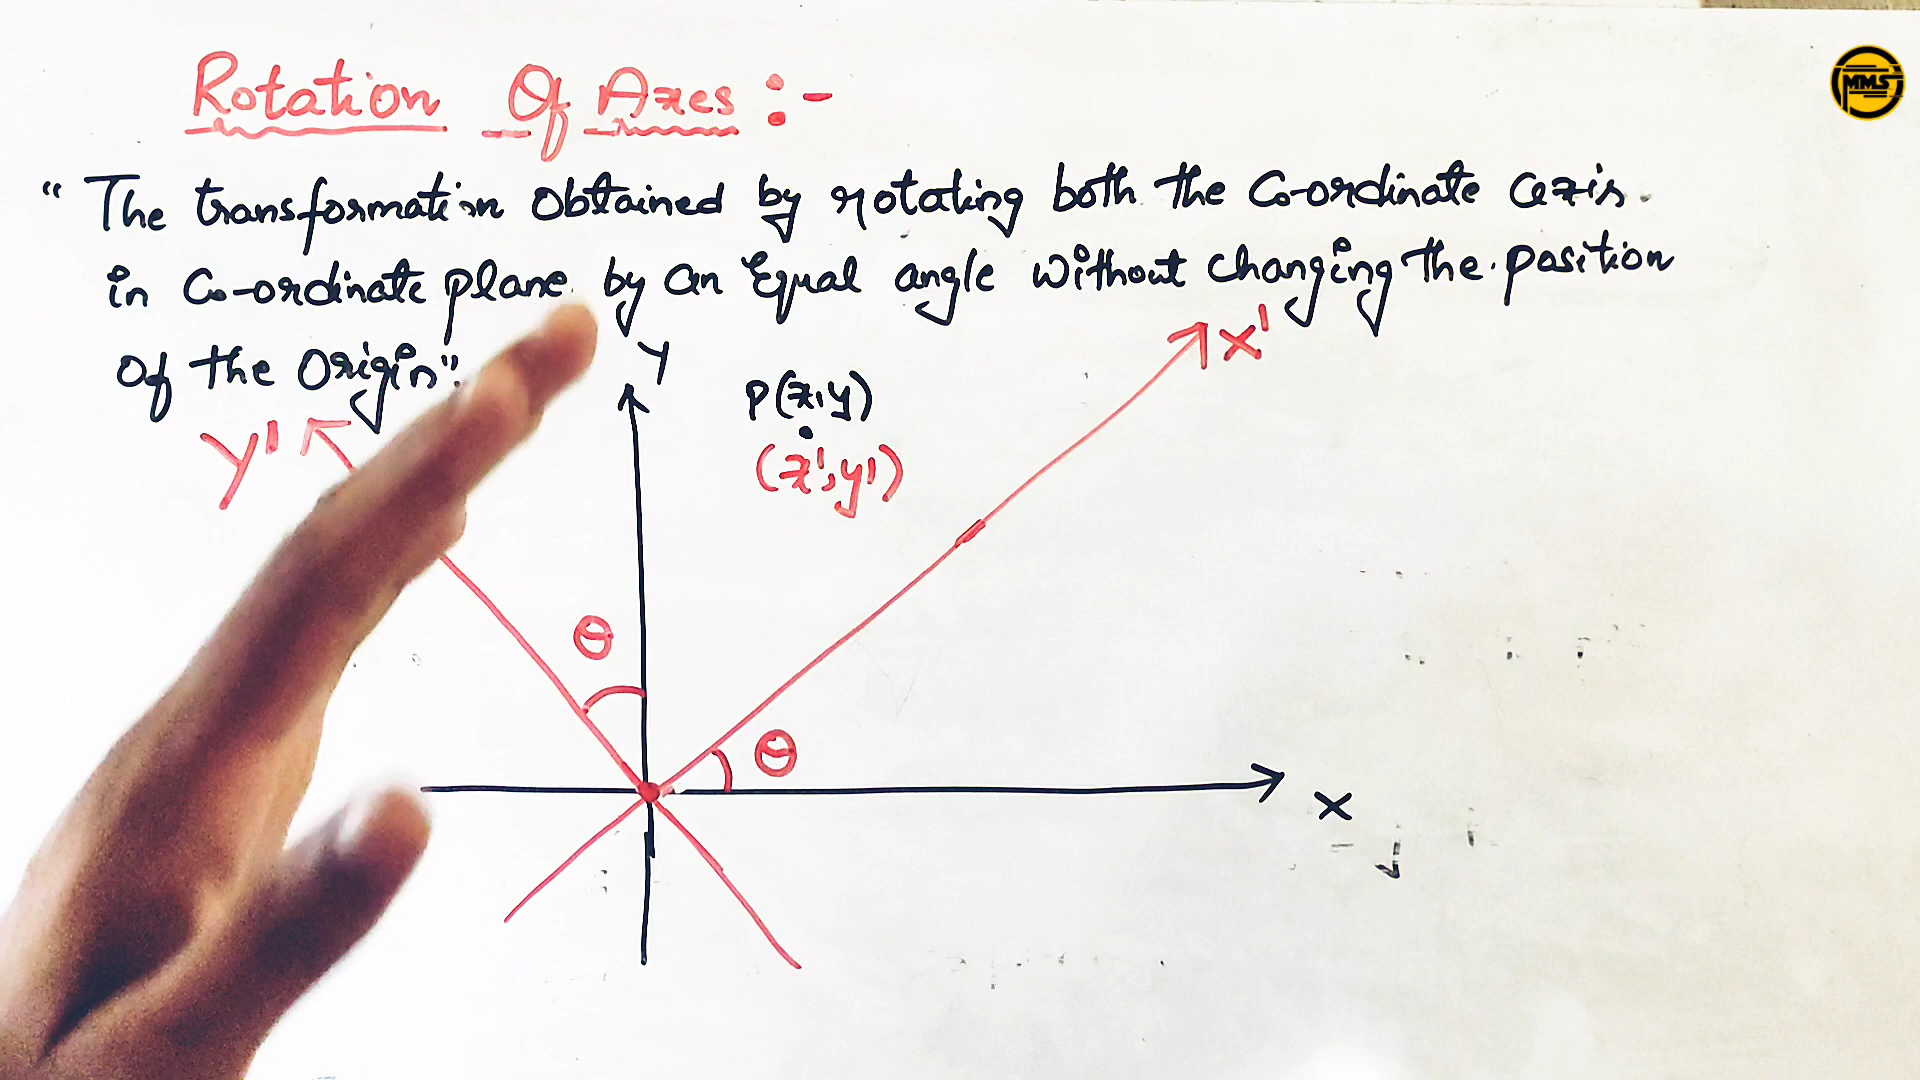 Rotation Of Axes :-
"The transformation obtained by rotating both the Co-ordinate axis.
in Co-ordinate plane by an Equal angle without changing the position
Of the Origin".
Y
X'
P(x,y)
Y'
(x',y')
θ
θ
X
MMS